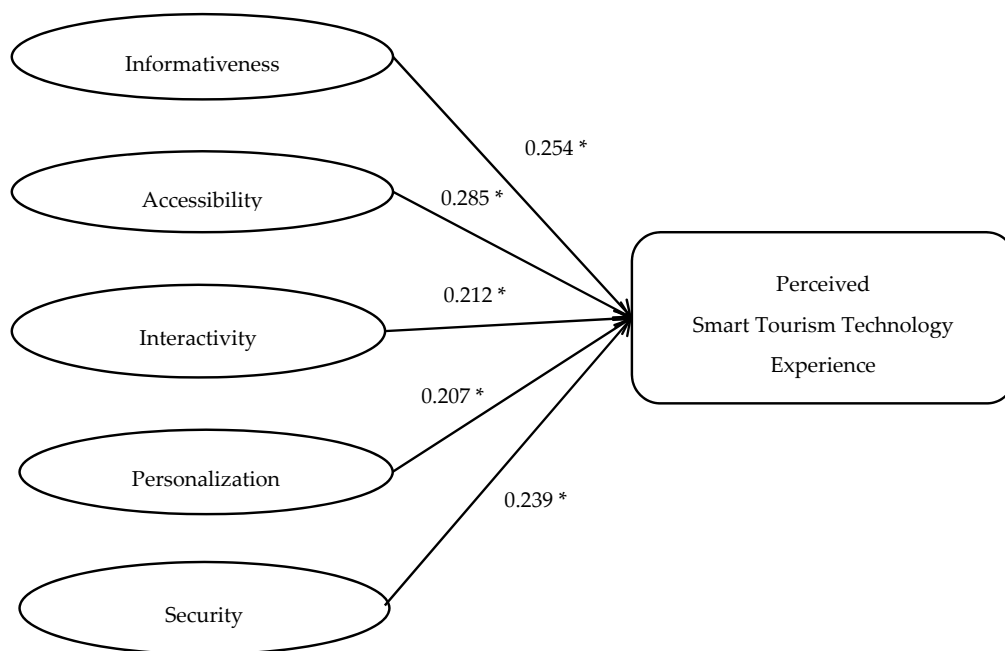 Informativeness
0.254 *
Accessibility
0.285 *
Interactivity
0.212 *
Personalization
0.207 *
Security
0.239 *
Perceived
Smart Tourism Technology
Experience